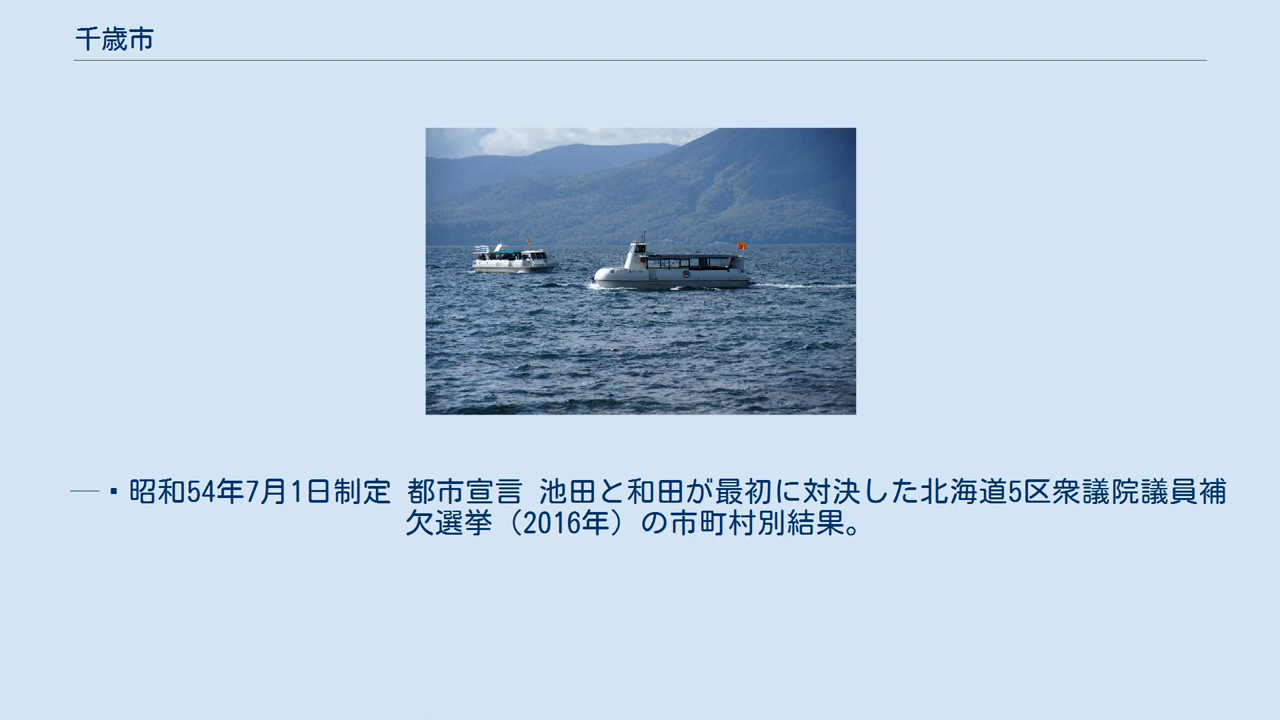 千歳市
― ▪ 昭和54年7月1日制定 都市宣言 池田と和田が最初に対決した北海道5区衆議院議員補
欠選挙（2016年）の市町村別結果。